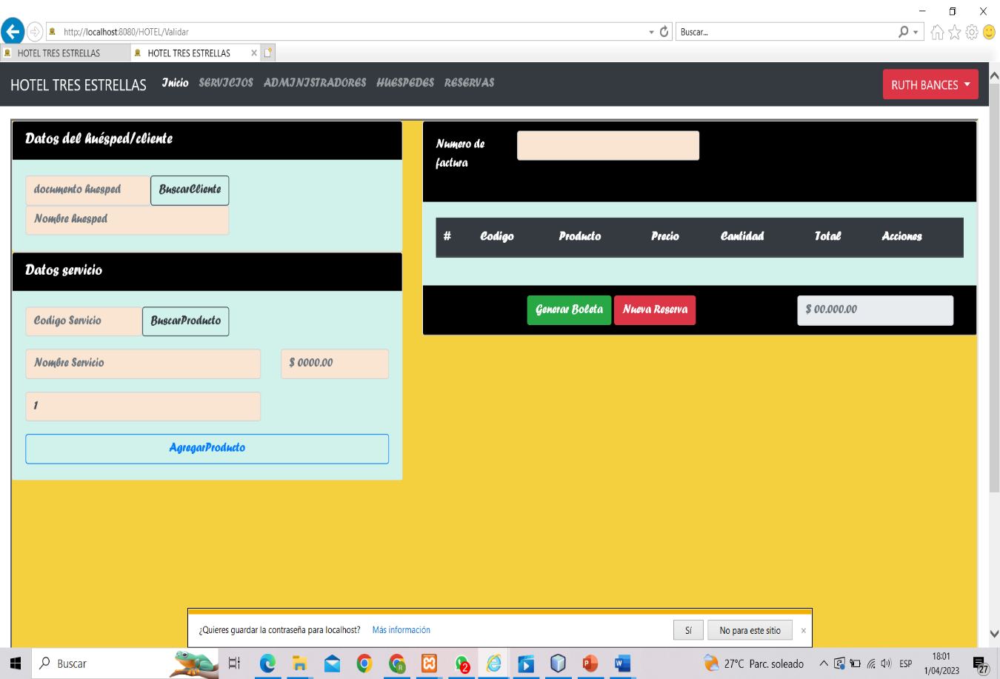 http://localhost:8080/HOTEL/Validar
Buscar...
HOTEL TRES ESTRELLAS
HOTEL TRES ESTRELLAS
HOTEL TRES ESTRELLAS Inicio SERVICIOS ADMINISTRADORES HUESPEDES RESERVAS
RUTH BANCES
Datos del huésped/cliente
documento huesped BuscarCliente
Nombre huesped
Datos servicio
Codigo Servicio BuscarProducto
Nombre Servicio $ 0000.00
1
AgregarProducto
Numero de
factura
# Codigo Producto Precio Cantidad Total Acciones
Generar Boleta Nueva Reserva $ 00.000.00
¿Quieres guardar la contraseña para localhost? Más información Sí No para este sitio
Buscar
2
27°C Parc. soleado
ESP
18:01
1/04/2023
27